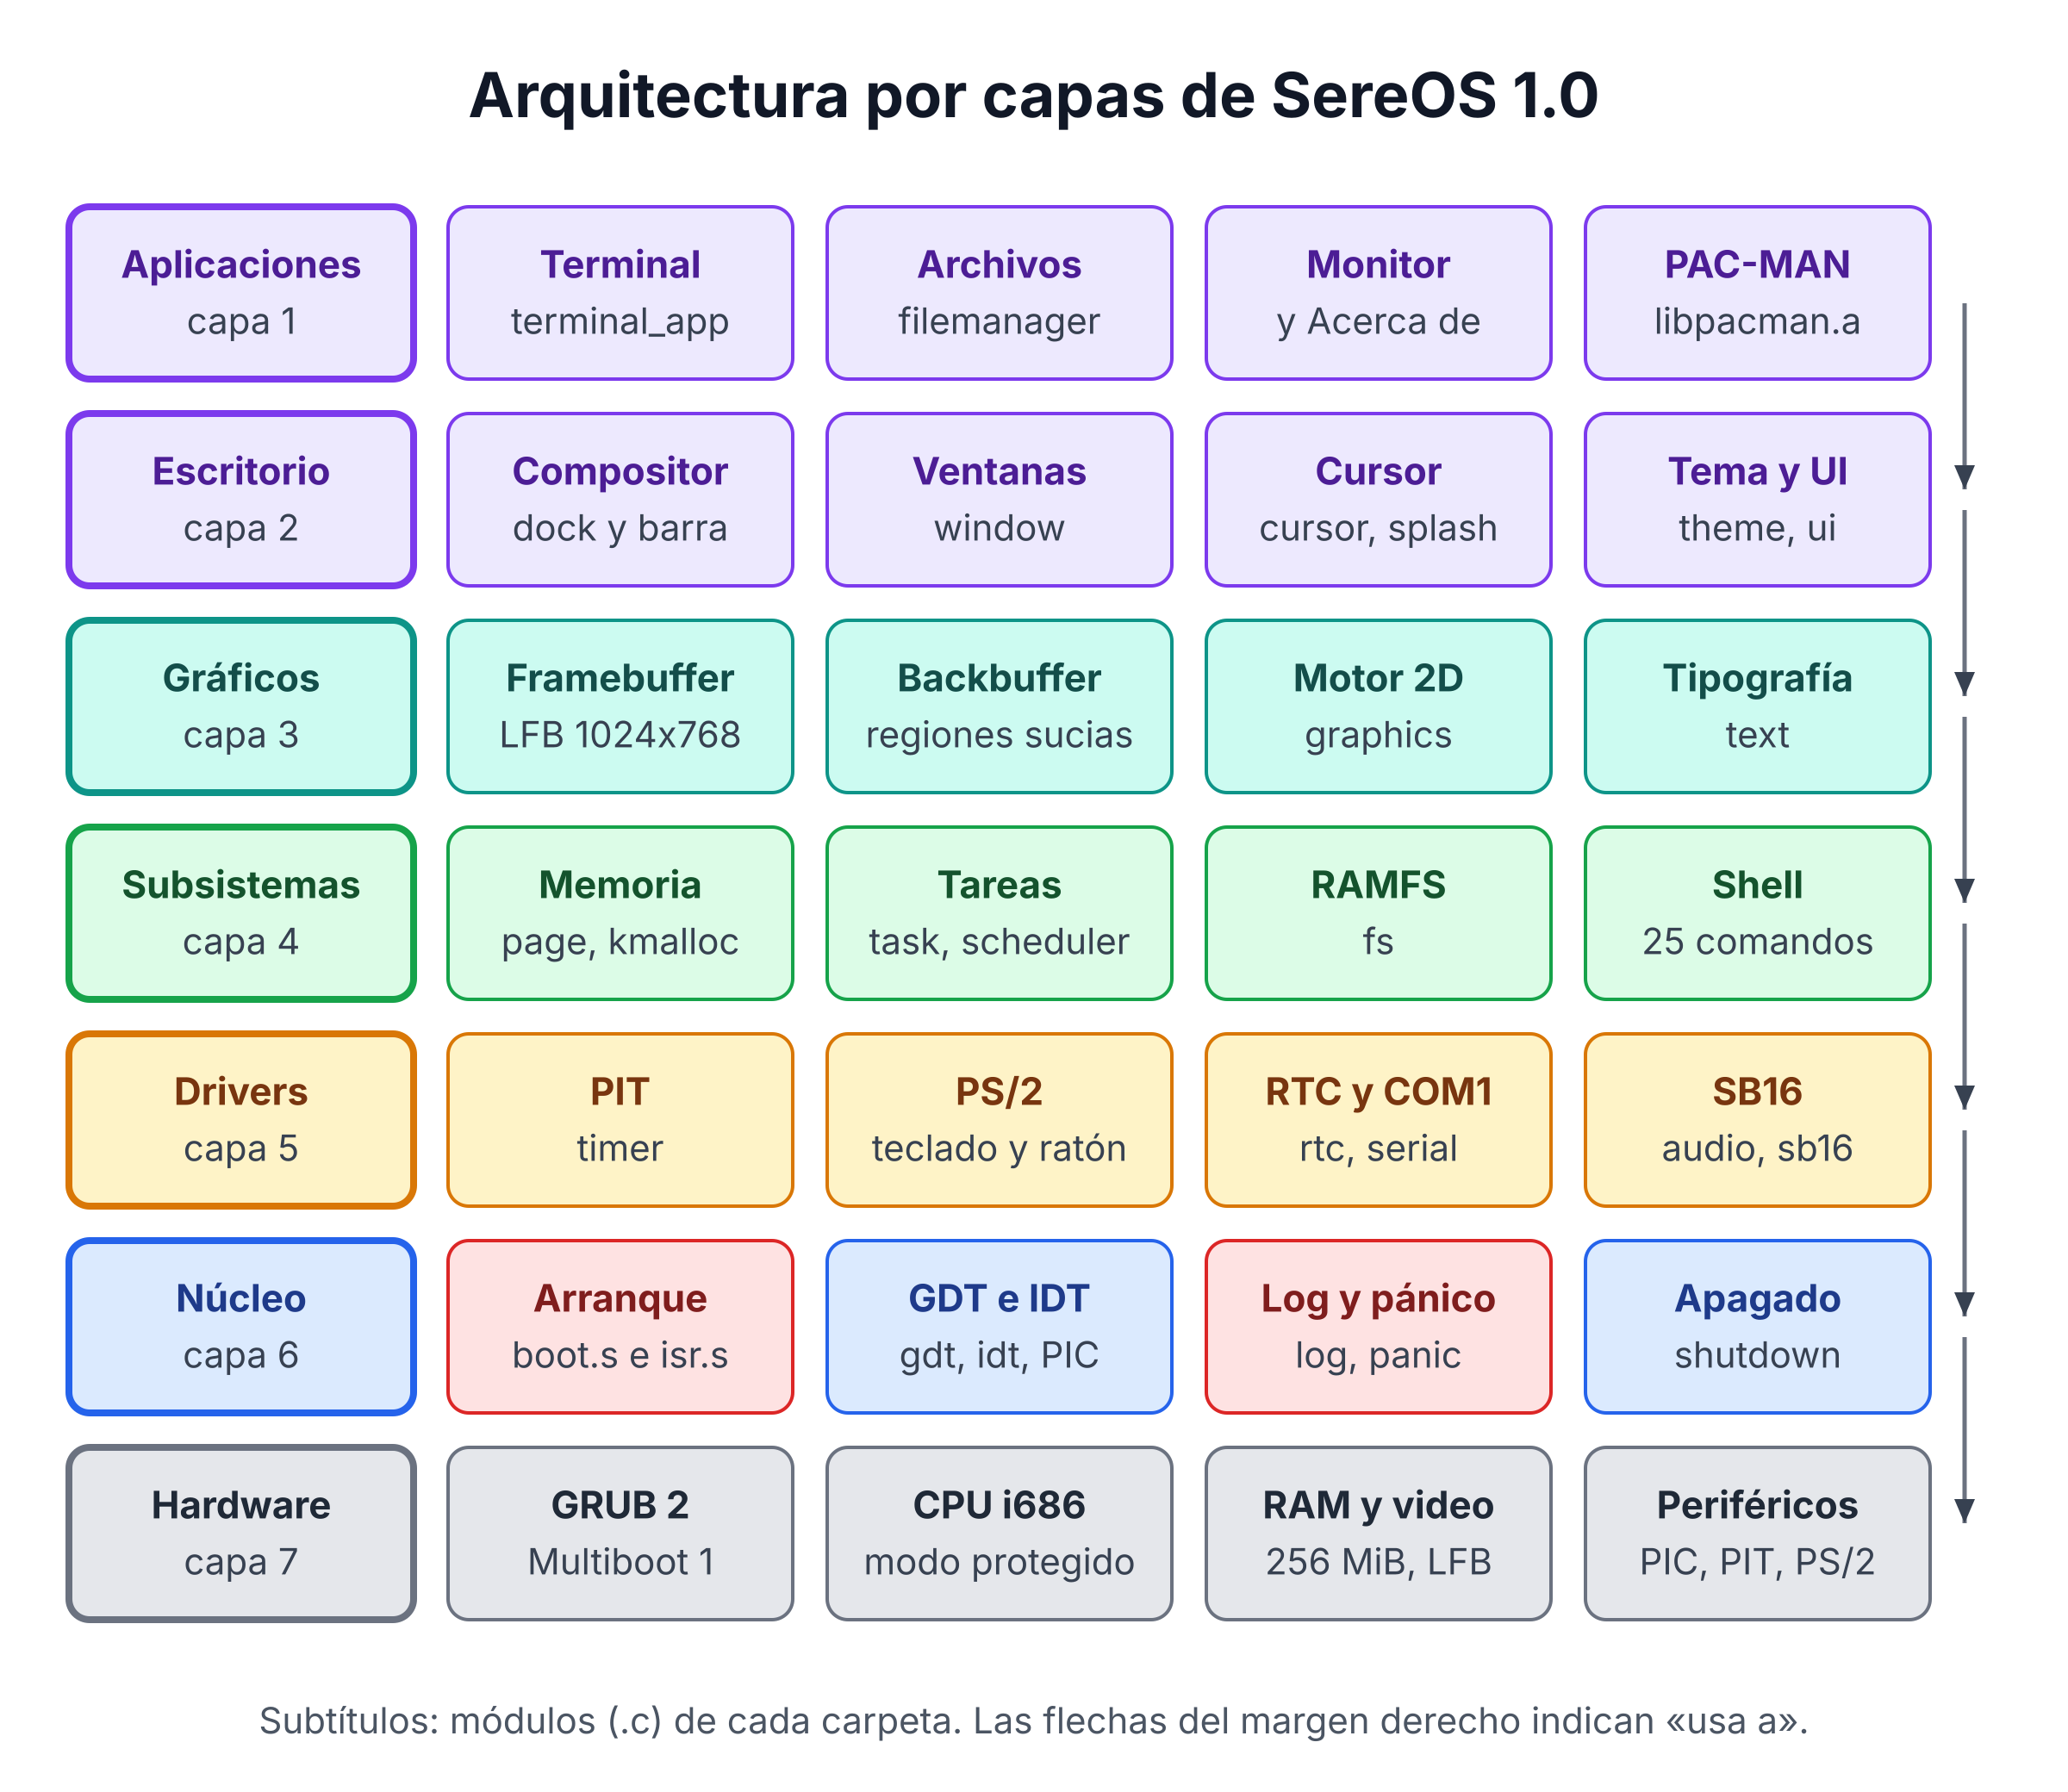 Arquitectura por capas de SereOS 1.0
Aplicaciones
capa 1
Terminal
terminal_app
Archivos
filemanager
Monitor
y Acerca de
PAC-MAN
libpacman.a
Escritorio
capa 2
Compositor
dock y barra
Ventanas
window
Cursor
cursor, splash
Tema y UI
theme, ui
Gráficos
capa 3
Framebuffer
LFB 1024x768
Backbuffer
regiones sucias
Motor 2D
graphics
Tipografía
text
Subsistemas
capa 4
Memoria
page, kmalloc
Tareas
task, scheduler
RAMFS
fs
Shell
25 comandos
Drivers
capa 5
PIT
timer
PS/2
teclado y ratón
RTC y COM1
rtc, serial
SB16
audio, sb16
Núcleo
capa 6
Arranque
boot.s e isr.s
GDT e IDT
gdt, idt, PIC
Log y pánico
log, panic
Apagado
shutdown
Hardware
capa 7
GRUB 2
Multiboot 1
CPU i686
modo protegido
RAM y video
256 MiB, LFB
Periféricos
PIC, PIT, PS/2
Subtítulos: módulos (.c) de cada carpeta. Las flechas del margen derecho indican «usa a».